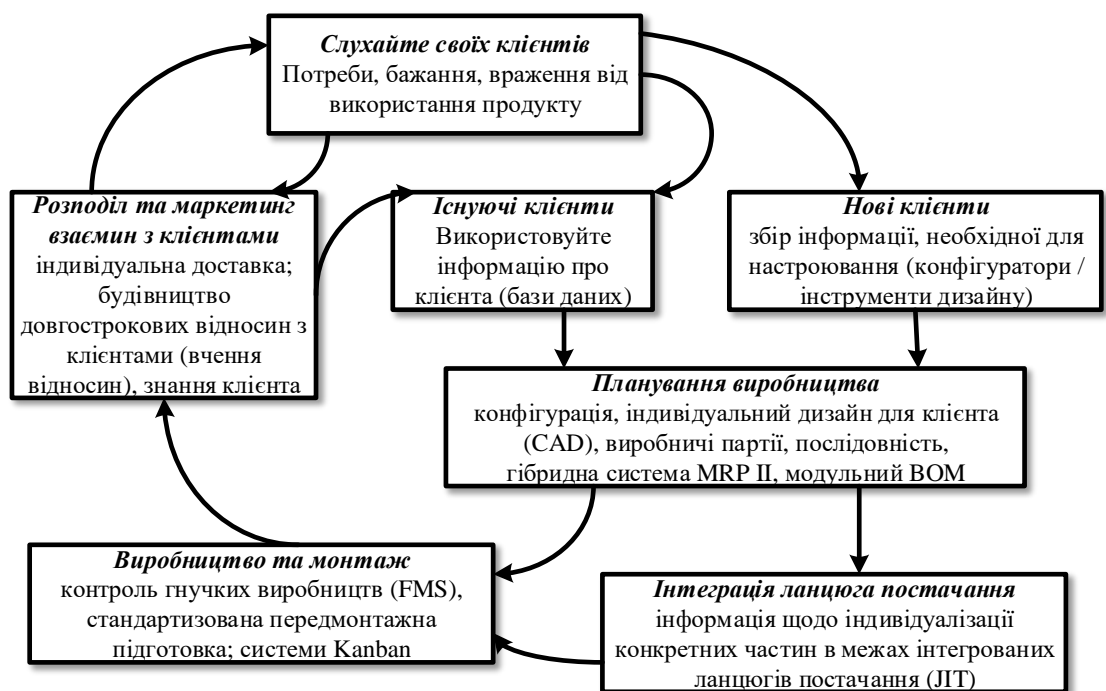 Слухайте своїх клієнтів
Потреби, бажання, враження від
використання продукту
Розподіл та маркетинг
взаємин з клієнтами
індивідуальна доставка;
будівництво
довгострокових відносин з
клієнтами (вчення
відносин), знання клієнта
Існуючі клієнти
Використовуйте
інформацію про
клієнта (бази даних)
Нові клієнти
збір інформації, необхідної для
настроювання (конфігуратори /
інструменти дизайну)
Планування виробництва
конфігурація, індивідуальний дизайн для клієнта
(CAD), виробничі партії, послідовність,
гібридна система MRP II, модульний BOM
Виробництво та монтаж
контроль гнучких виробництв (FMS),
стандартизована передмонтажна
підготовка; системи Kanban
Інтеграція ланцюга постачання
інформація щодо індивідуалізації
конкретних частин в межах інтегрованих
ланцюгів постачання (JIT)